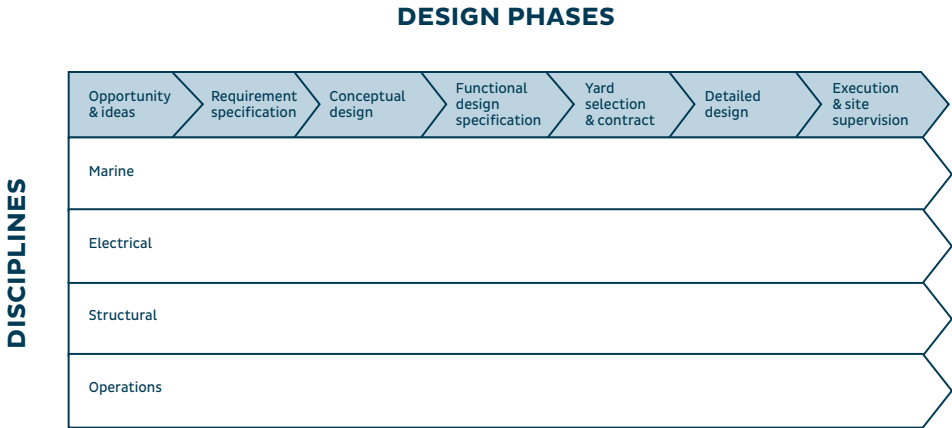 DESIGN PHASES
Opportunity
& ideas
Requirement
specification
Conceptual
design
Functional
design
specification
Yard
selection
& contract
Detailed
design
Execution
& site
supervision
DISCIPLINES
Marine
Electrical
Structural
Operations